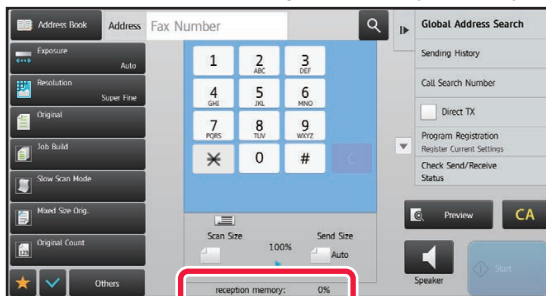 Address Book
Address
Fax Number
Global Address Search
Exposure
Auto
Sending History
Resolution
Super Fine
Call Search Number
Original
Direct TX
Job Build
Program Registration
Register Current Settings
Slow Scan Mode
Check Send/Receive
Status
Mixed Size Orig.
Original Count
Others
1
2
ABC
3
DEF
4
GHI
5
JKL
6
MNO
7
PQRS
8
TUV
9
WXYZ
0
#
C
Scan Size
100%
Send Size
Auto
reception memory: 0%
Preview
CA
Speaker
Start